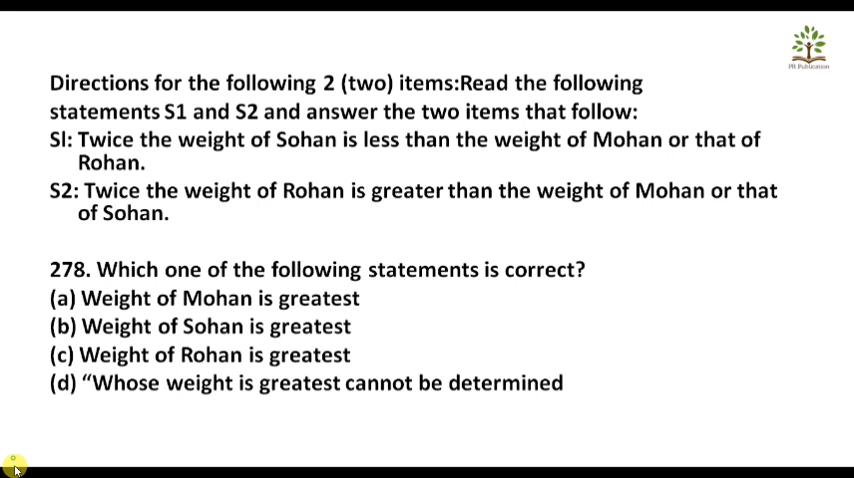 PR Publication
Directions for the following 2 (two) items:Read the following
statements S1 and S2 and answer the two items that follow:
Sl: Twice the weight of Sohan is less than the weight of Mohan or that of
Rohan.
S2: Twice the weight of Rohan is greater than the weight of Mohan or that
of Sohan.
278. Which one of the following statements is correct?
(a) Weight of Mohan is greatest
(b) Weight of Sohan is greatest
(c) Weight of Rohan is greatest
(d) “Whose weight is greatest cannot be determined